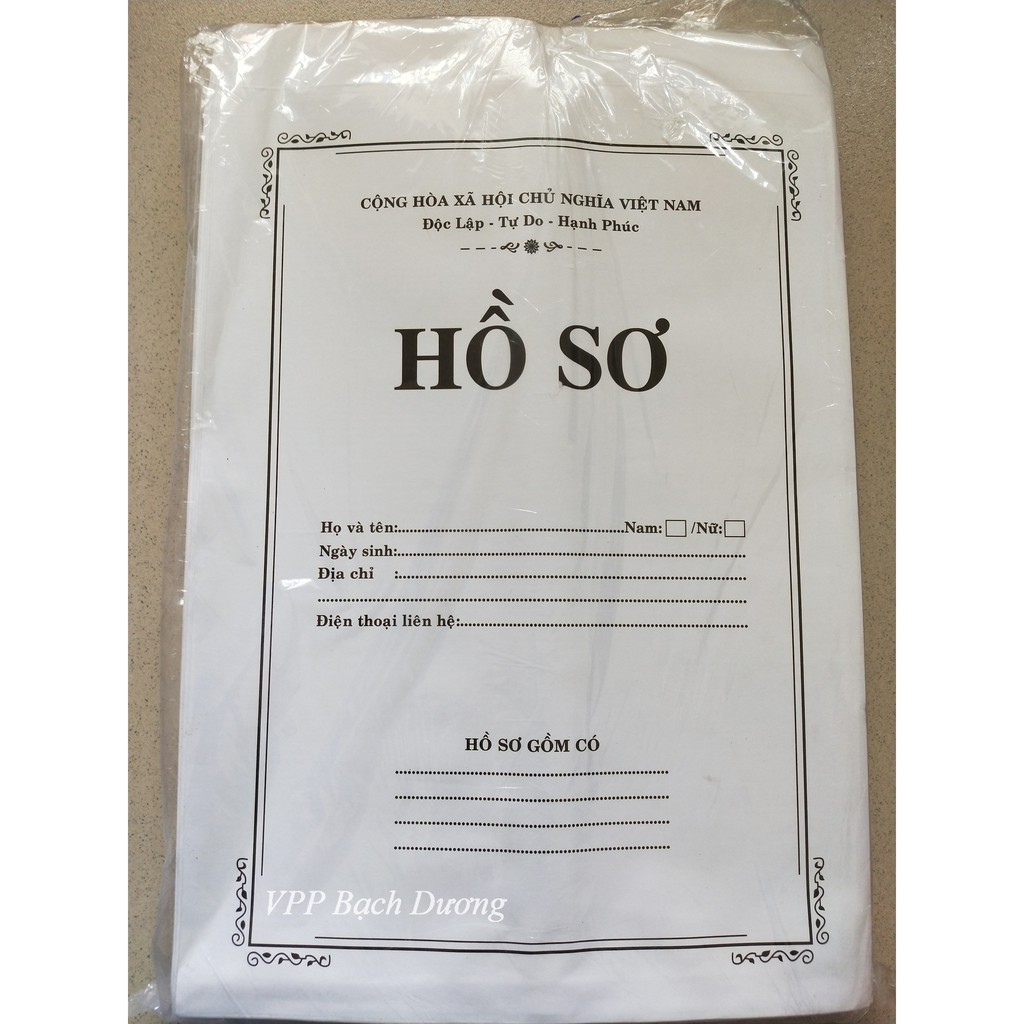 CỘNG HÒA XÃ HỘI CHỦ NGHĨA VIỆT NAM
Độc Lập - Tự Do - Hạnh Phúc
HỒ SƠ
Họ và tên:..........................................................Nam: /Nữ:
Ngày sinh:..........................................................................................
Địa chỉ :..........................................................................................
..............................................................................................................
Điện thoại liên hệ:..........................................................................
HỒ SƠ GỒM CÓ
......................................................................
......................................................................
......................................................................
......................................................................
VPP Bạch Dương